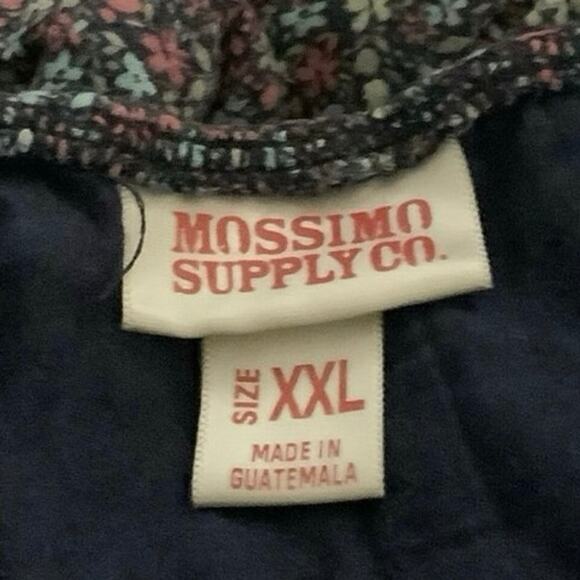 MOSSIMO
SUPPLY CO.
SIZE XXL
MADE IN
GUATEMALA